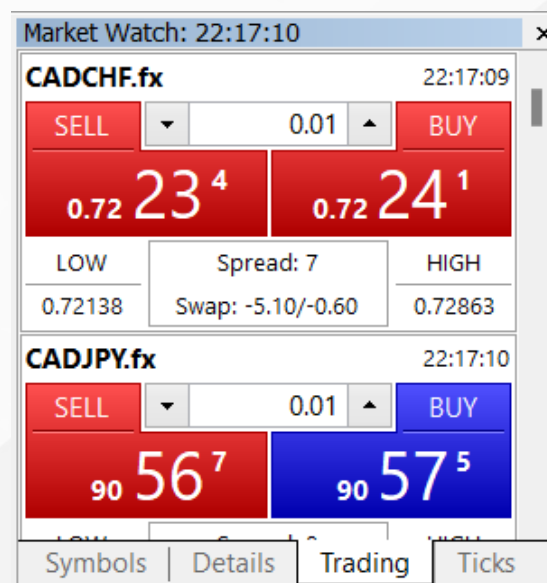 Market Watch: 22:17:10
CADCHF.fx 22:17:09
SELL 0.01 BUY
0.72 23 4 0.72 24 1
LOW Spread: 7 HIGH
0.72138 Swap: -5.10/-0.60 0.72863
CADJPY.fx 22:17:10
SELL 0.01 BUY
90 56 7 90 57 5
Symbols Details Trading Ticks